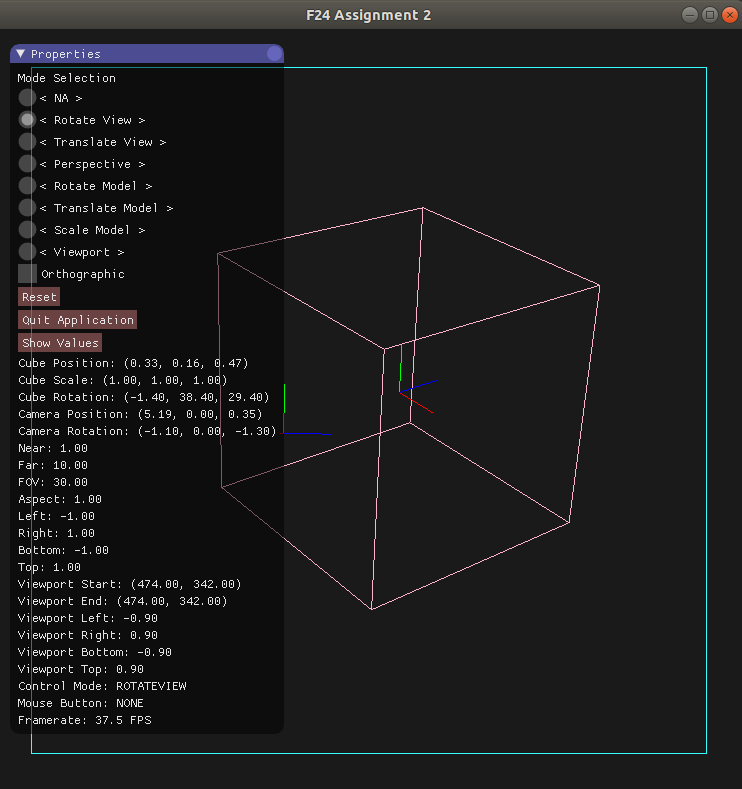 F24 Assignment 2
Properties
Mode Selection
< NA >
< Rotate View >
< Translate View >
< Perspective >
< Rotate Model >
< Translate Model >
< Scale Model >
< Viewport >
Orthographic
Reset
Quit Application
Show Values
Cube Position: (0.33, 0.16, 0.47)
Cube Scale: (1.00, 1.00, 1.00)
Cube Rotation: (-1.40, 38.40, 29.40)
Camera Position: (5.19, 0.00, 0.35)
Camera Rotation: (-1.10, 0.00, -1.30)
Near: 1.00
Far: 10.00
FOV: 30.00
Aspect: 1.00
Left: -1.00
Right: 1.00
Bottom: -1.00
Top: 1.00
Viewport Start: (474.00, 342.00)
Viewport End: (474.00, 342.00)
Viewport Left: -0.90
Viewport Right: 0.90
Viewport Bottom: -0.90
Viewport Top: 0.90
Control Mode: ROTATEVIEW
Mouse Button: NONE
Framerate: 37.5 FPS